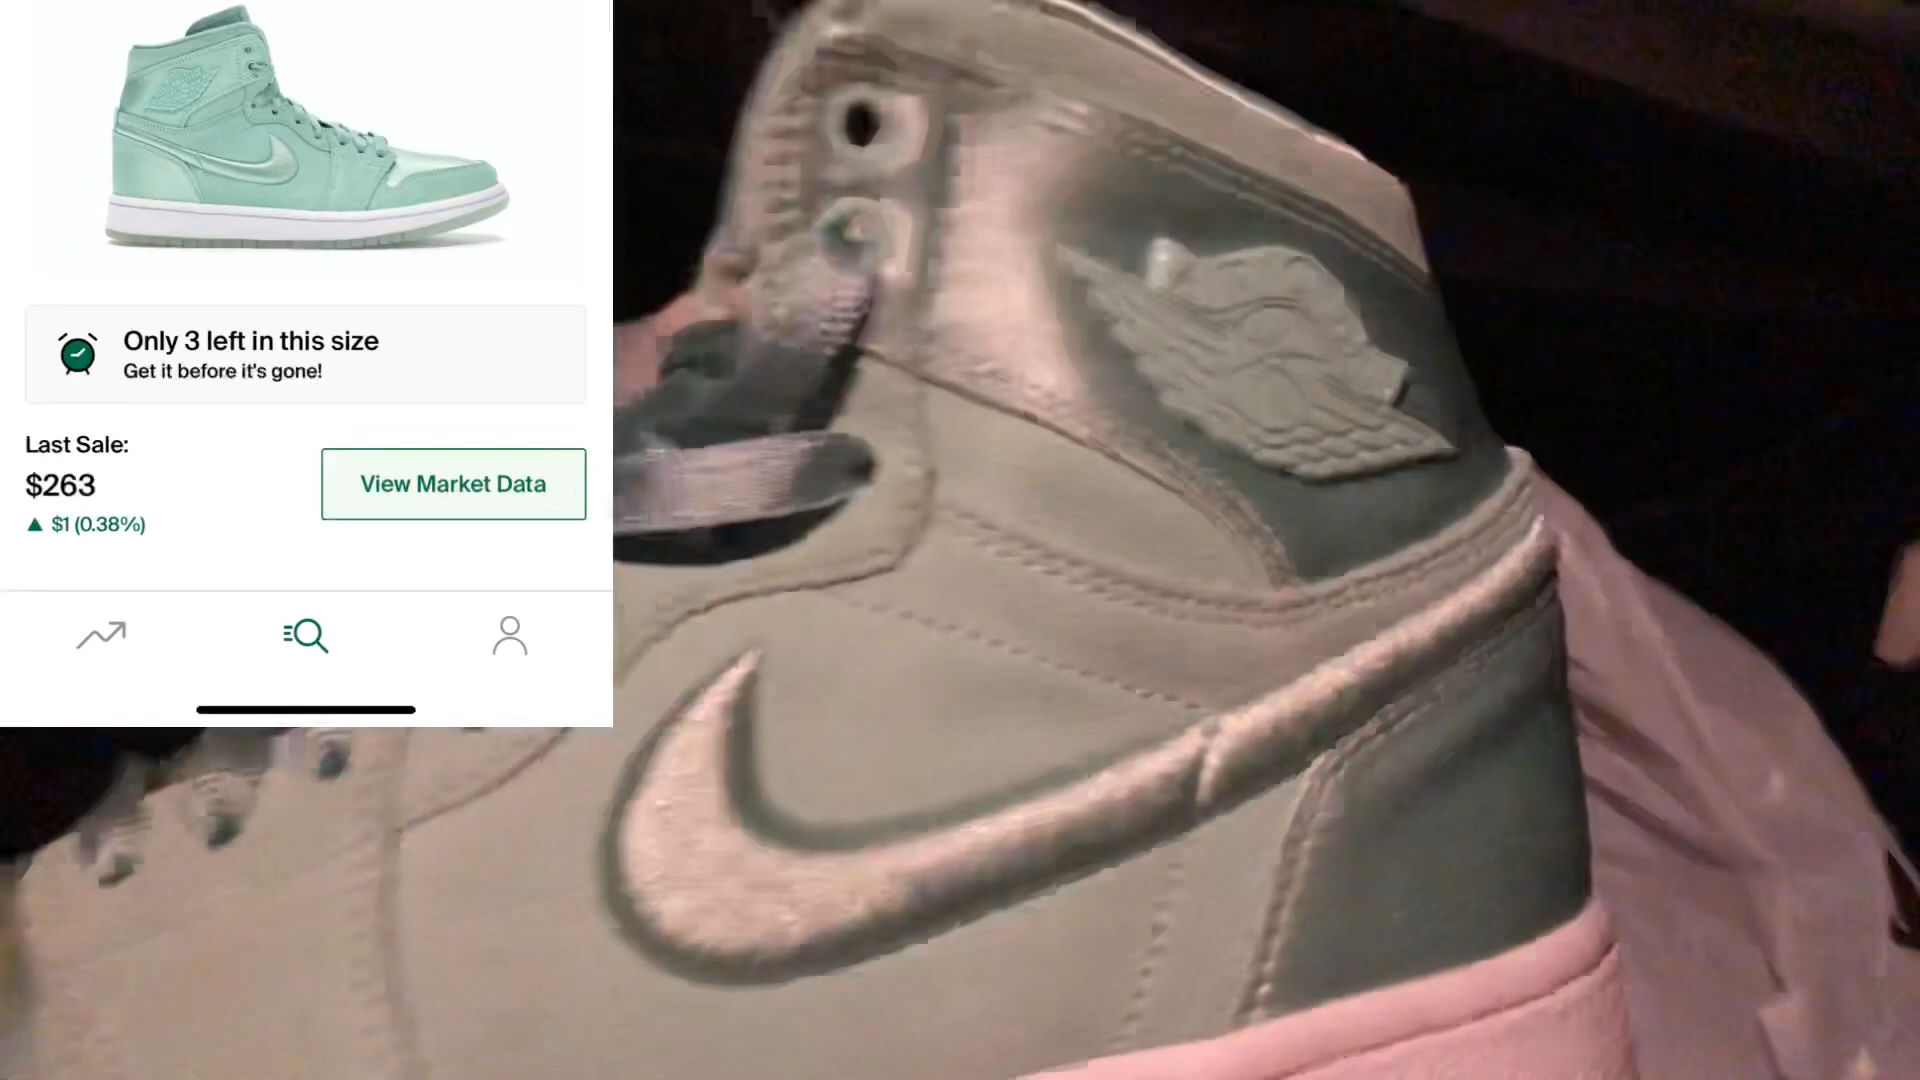 Only 3 left in this size
Get it before it's gone!
Last Sale:
$263
▲ $1 (0.38%)
View Market Data